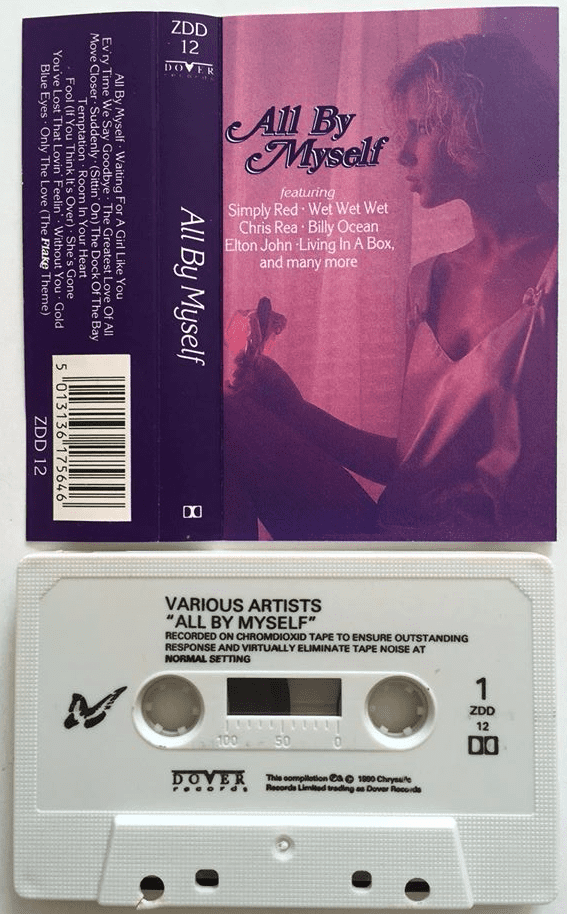 ZDD
12
DOVER
records
All By Myself · Waiting For A Girl Like You
Ev'ry Time We Say Goodbye · The Greatest Love Of All
Move Closer · Suddenly · (Sittin' On The Dock Of The Bay
Temptation · Room In Your Heart
Fool (If You Think It's Over) · She's Gone
You've Lost That Lovin' Feelin' · Without You · Gold
Blue Eyes · Only The Love (The Flake Theme)
5 013136 175646
ZDD 12
All By Myself
All By
Myself
featuring
Simply Red · Wet Wet Wet
Chris Rea · Billy Ocean
Elton John · Living In A Box,
and many more
VARIOUS ARTISTS
"ALL BY MYSELF"
RECORDED ON CHROMDIOXID TAPE TO ENSURE OUTSTANDING
RESPONSE AND VIRTUALLY ELIMINATE TAPE NOISE AT
NORMAL SETTING
1
ZDD
12
100 50 0
DOVER
records
This compilation ℗ & © 1990 Chrysalis
Records Limited trading as Dover Records